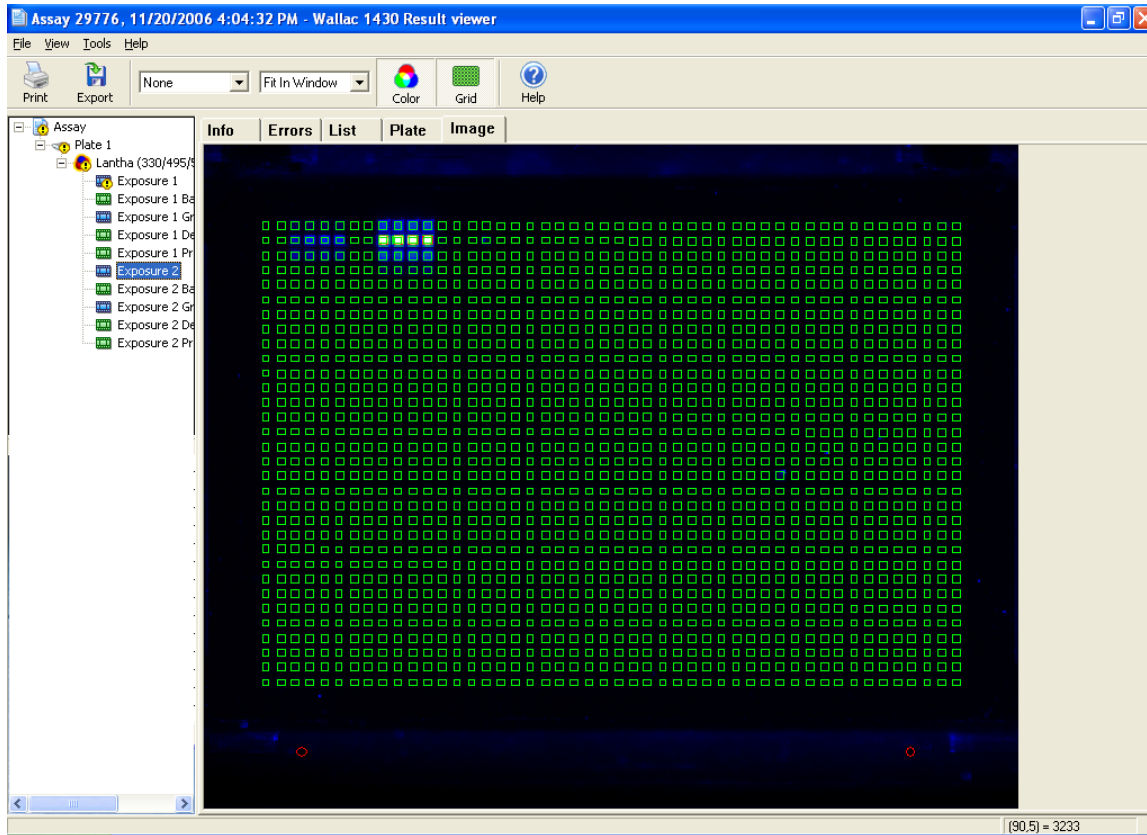 Assay 29776, 11/20/2006 4:04:32 PM - Wallac 1430 Result viewer
File View Tools Help
None Fit In Window
Print Export Color Grid Help
Info Errors List Plate Image
Assay
Plate 1
Lantha (330/495/5
Exposure 1
Exposure 1 Ba
Exposure 1 Gr
Exposure 1 De
Exposure 1 Pr
Exposure 2
Exposure 2 Ba
Exposure 2 Gr
Exposure 2 De
Exposure 2 Pr
(90,5) = 3233